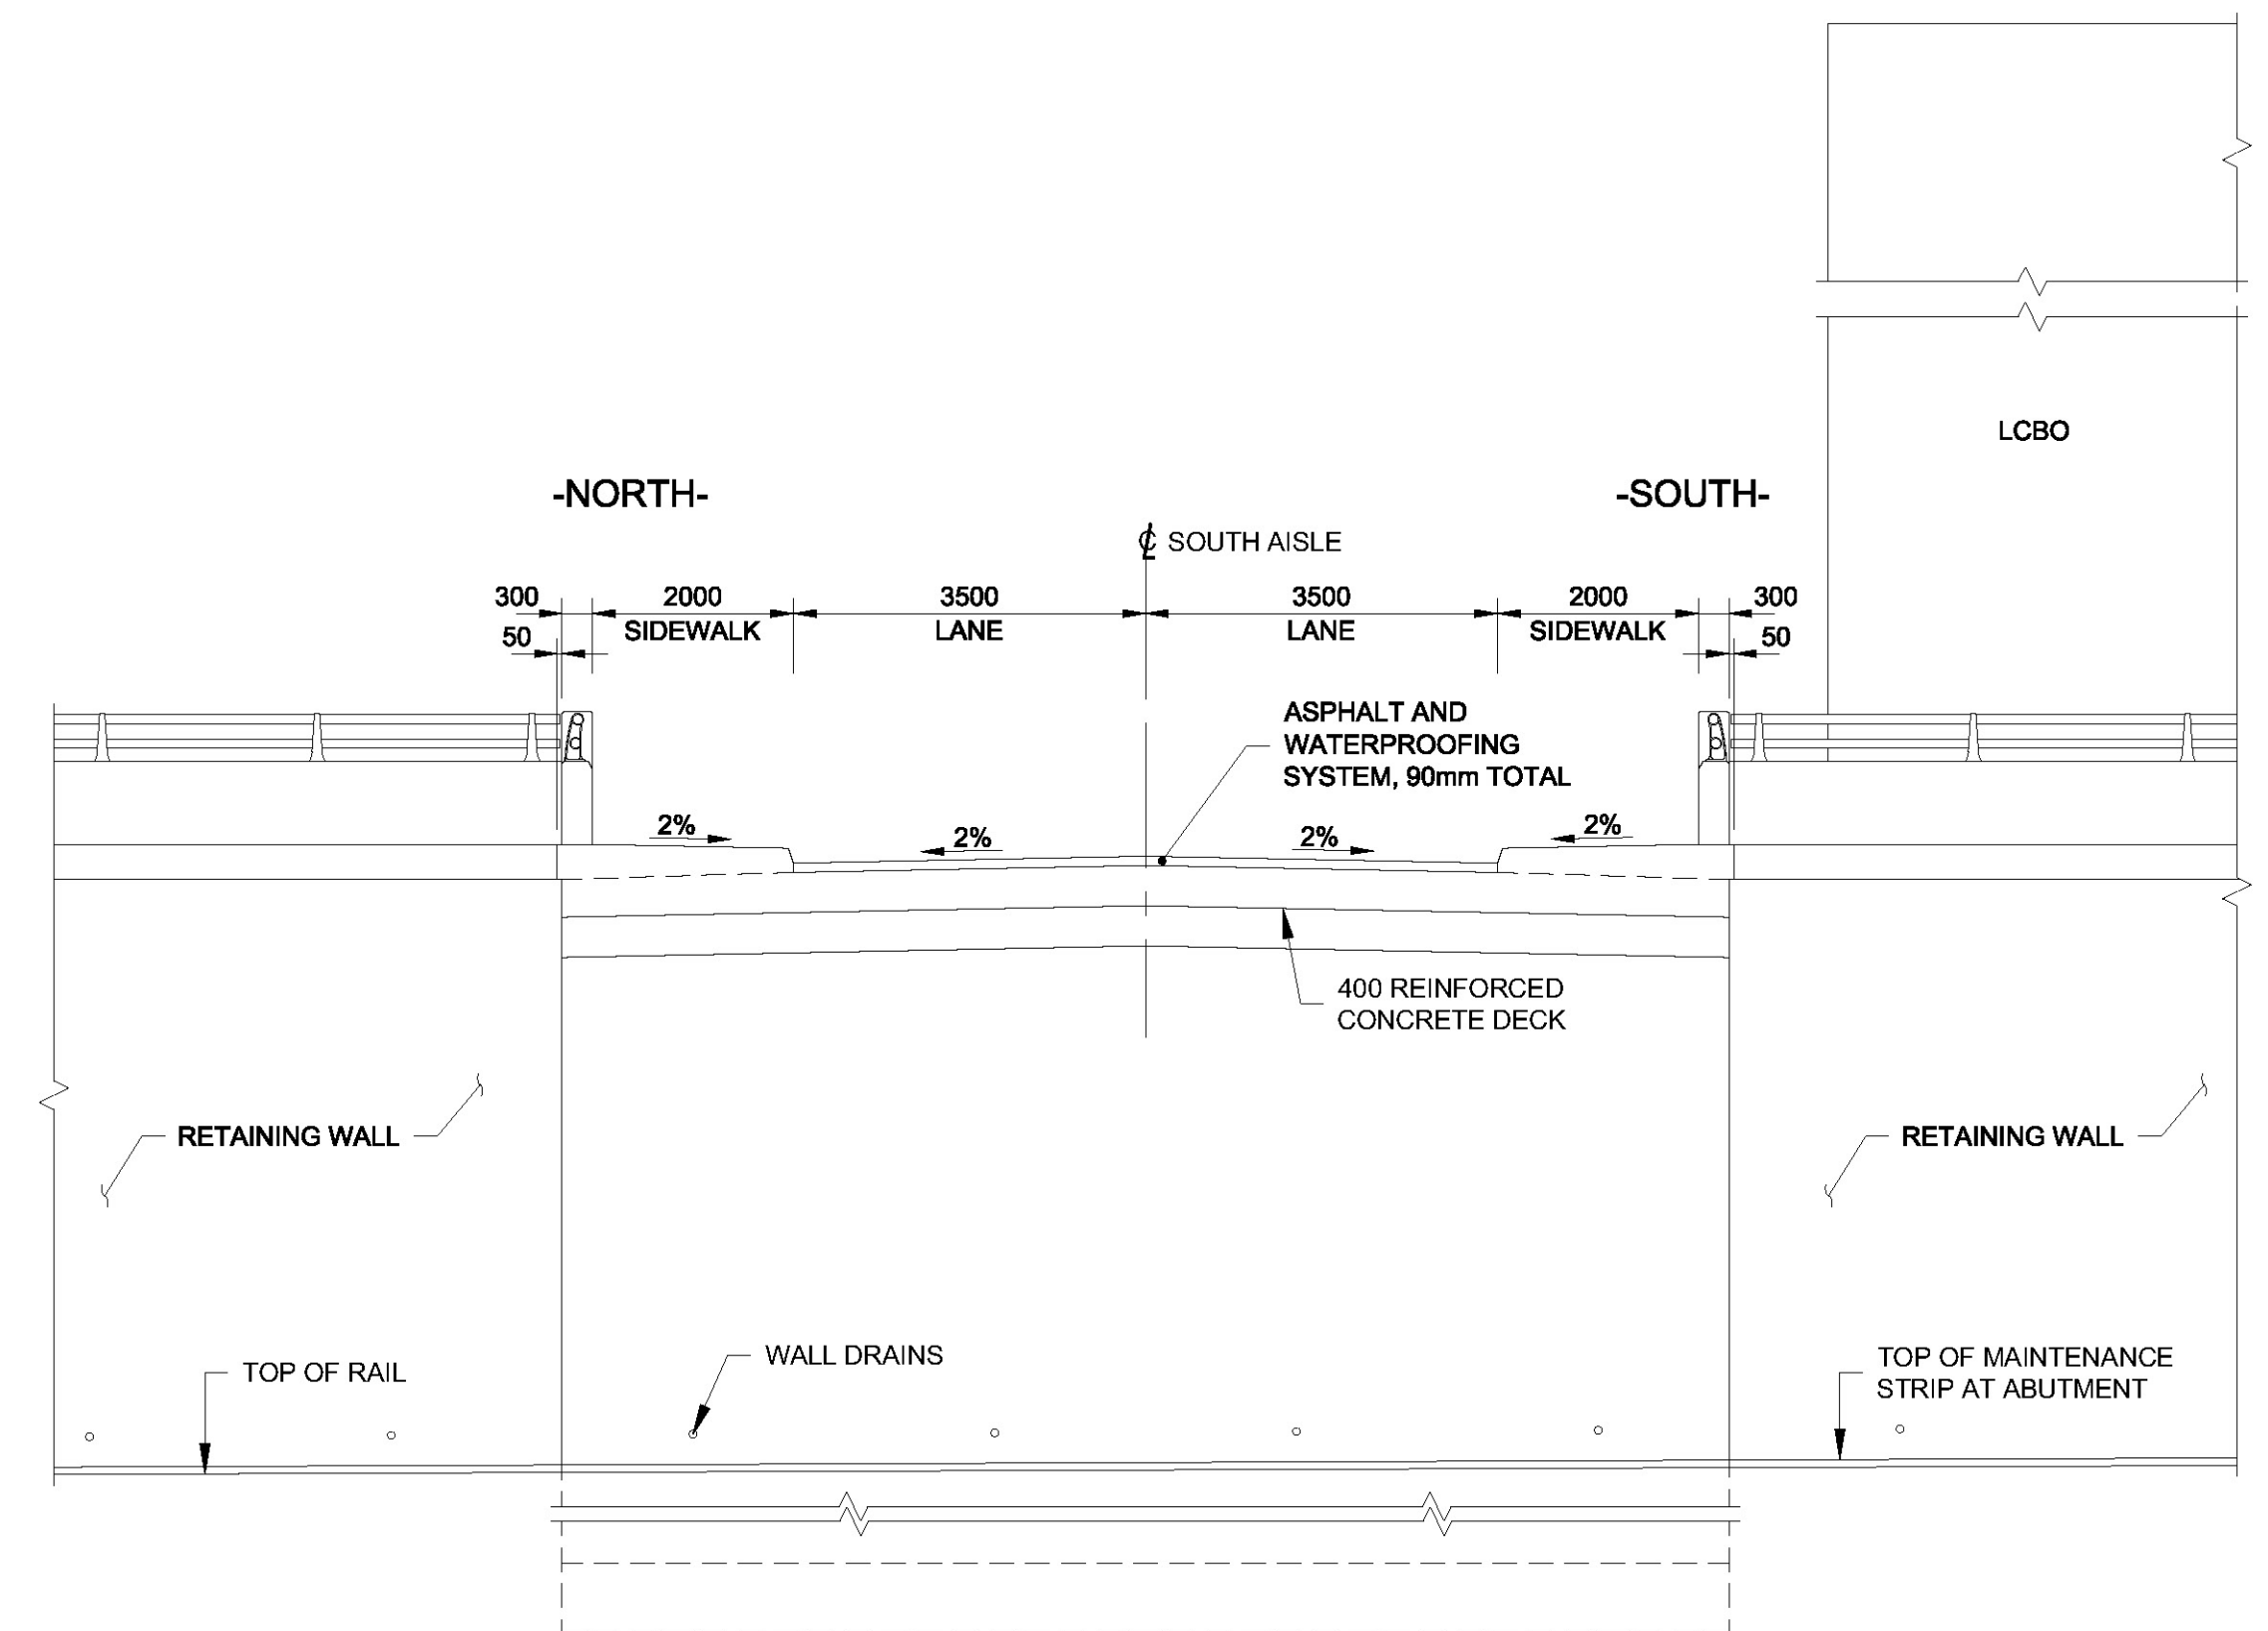 LCBO
-NORTH-
-SOUTH-
℄ SOUTH AISLE
300 2000 3500 3500 2000 300
SIDEWALK LANE LANE SIDEWALK
50 50
ASPHALT AND
WATERPROOFING
SYSTEM, 90mm TOTAL
2% 2% 2% 2%
400 REINFORCED
CONCRETE DECK
RETAINING WALL
RETAINING WALL
WALL DRAINS
TOP OF RAIL
TOP OF MAINTENANCE
STRIP AT ABUTMENT